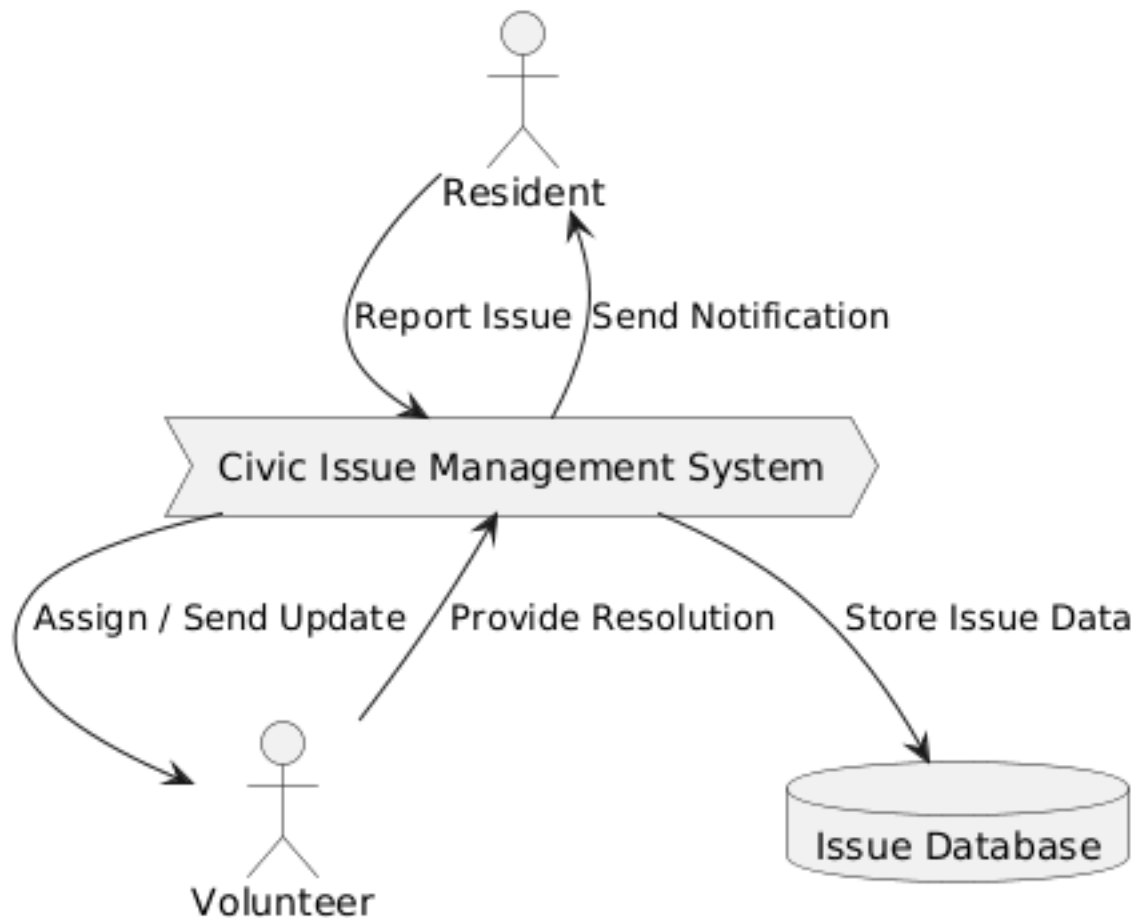 Resident
Report Issue
Send Notification
Civic Issue Management System
Assign / Send Update
Provide Resolution
Store Issue Data
Issue Database
Volunteer